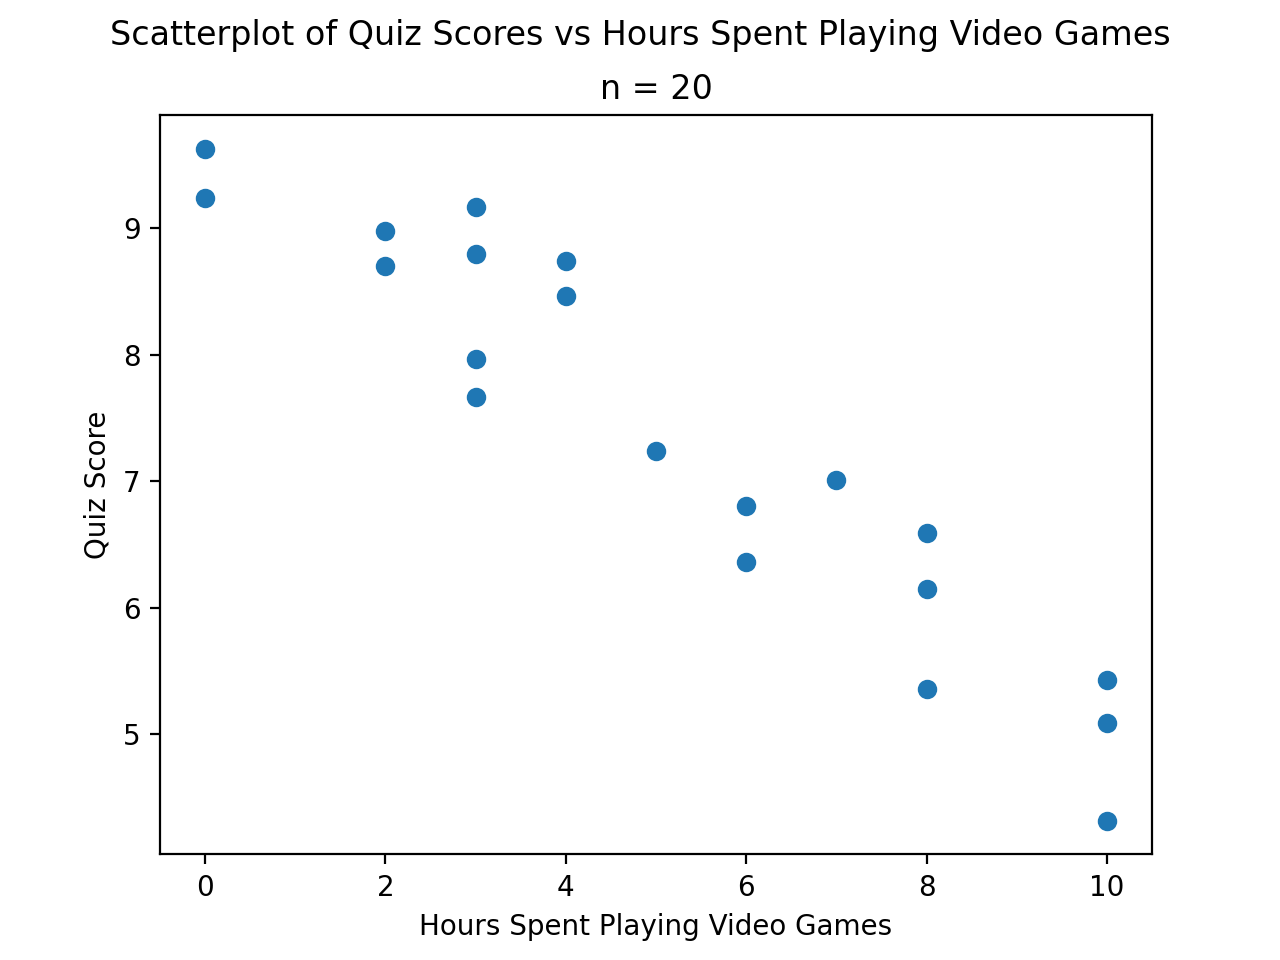 Scatterplot of Quiz Scores vs Hours Spent Playing Video Games
n = 20
9
8
7
6
5
Quiz Score
0 2 4 6 8 10
Hours Spent Playing Video Games